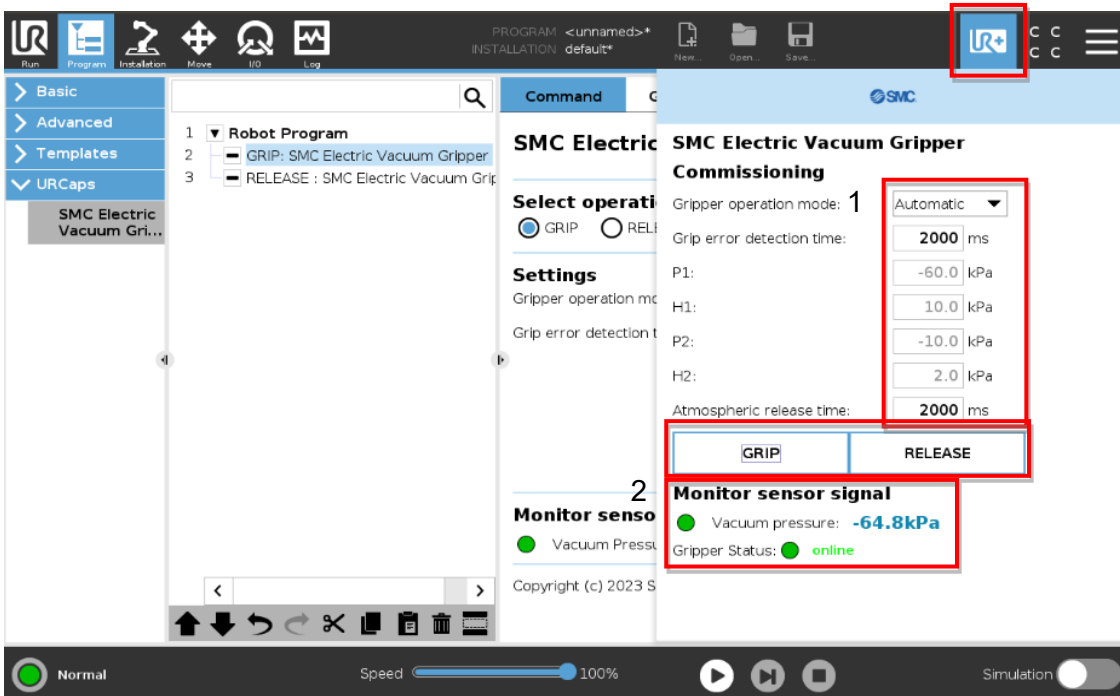 UR
UR+
PROGRAM <unnamed>*
INSTALLATION default*
C C
C C
Run
Program
Installation
Move
I/O
Log
New...
Open...
Save...
Basic
Advanced
Templates
URCaps
SMC Electric
Vacuum Gri...
1 Robot Program
2 GRIP: SMC Electric Vacuum Gripper
3 RELEASE : SMC Electric Vacuum Grip
Command
G
SMC Electric
Select operati
GRIP RELE
Settings
Gripper operation mo
Grip error detection t
Monitor senso
Vacuum Pressu
Copyright (c) 2023 S
SMC
SMC Electric Vacuum Gripper
Commissioning
Gripper operation mode: 1 Automatic
Grip error detection time: 2000 ms
P1: -60.0 kPa
H1: 10.0 kPa
P2: -10.0 kPa
H2: 2.0 kPa
Atmospheric release time: 2000 ms
GRIP RELEASE
2
Monitor sensor signal
Vacuum pressure: -64.8kPa
Gripper Status: online
Normal
Speed 100%
Simulation